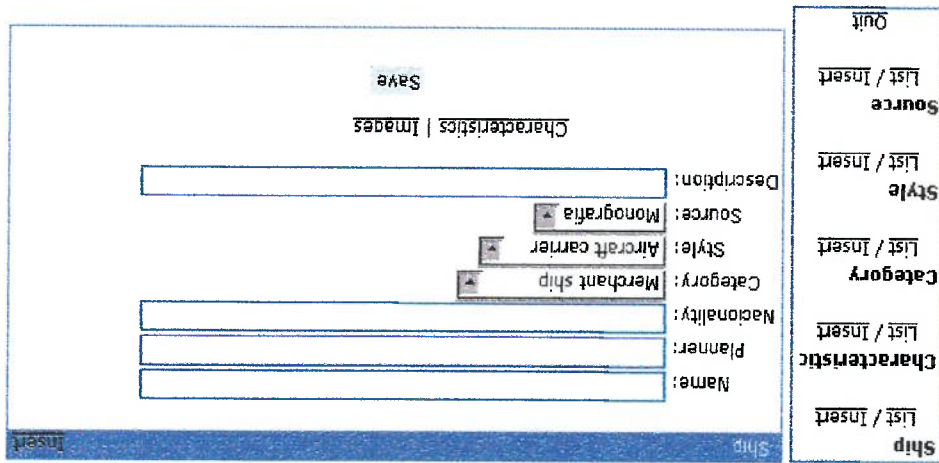 Ship
List / Insert
Characteristic
List / Insert
Category
List / Insert
Style
List / Insert
Source
List / Insert
Quit
Ship Insert
Name:
Planner:
Nacionality:
Category: Merchant ship
Style: Aircraft carrier
Source: Monografia
Description:
Characteristics | Images
Save